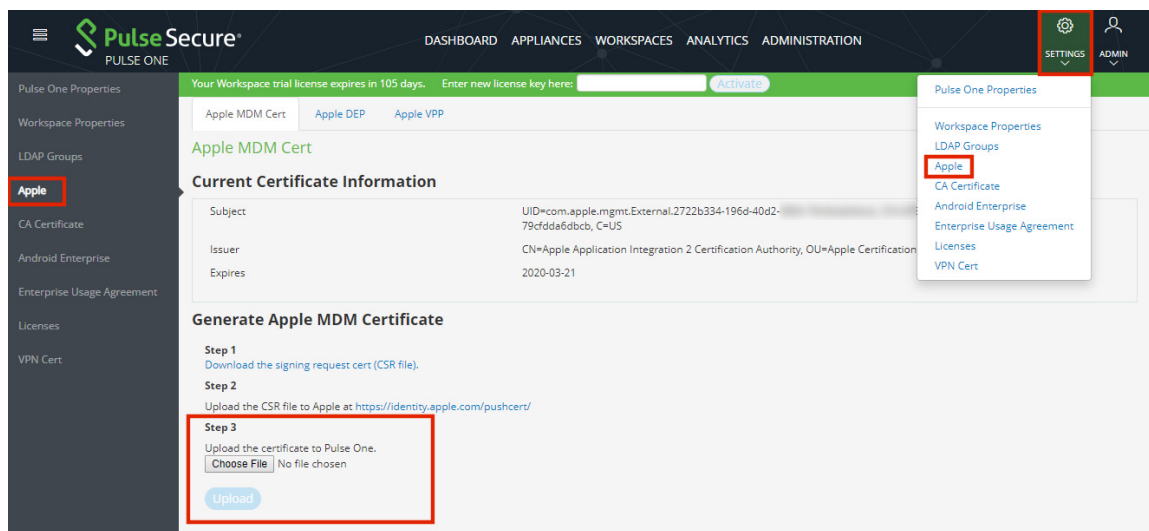 Pulse Secure®
PULSE ONE
DASHBOARD APPLIANCES WORKSPACES ANALYTICS ADMINISTRATION
SETTINGS
ADMIN
Pulse One Properties
Workspace Properties
LDAP Groups
Apple
CA Certificate
Android Enterprise
Enterprise Usage Agreement
Licenses
VPN Cert
Your Workspace trial license expires in 105 days. Enter new license key here: Activate
Apple MDM Cert Apple DEP Apple VPP
Apple MDM Cert
Current Certificate Information
Subject UID=com.apple.mgmt.External.2722b334-196d-40d2-
79cfdda6dbcb, C=US
Issuer CN=Apple Application Integration 2 Certification Authority, OU=Apple Certification
Expires 2020-03-21
Generate Apple MDM Certificate
Step 1
Download the signing request cert (CSR file).
Step 2
Upload the CSR file to Apple at https://identity.apple.com/pushcert/
Step 3
Upload the certificate to Pulse One.
Choose File No file chosen
Upload
Pulse One Properties
Workspace Properties
LDAP Groups
Apple
CA Certificate
Android Enterprise
Enterprise Usage Agreement
Licenses
VPN Cert